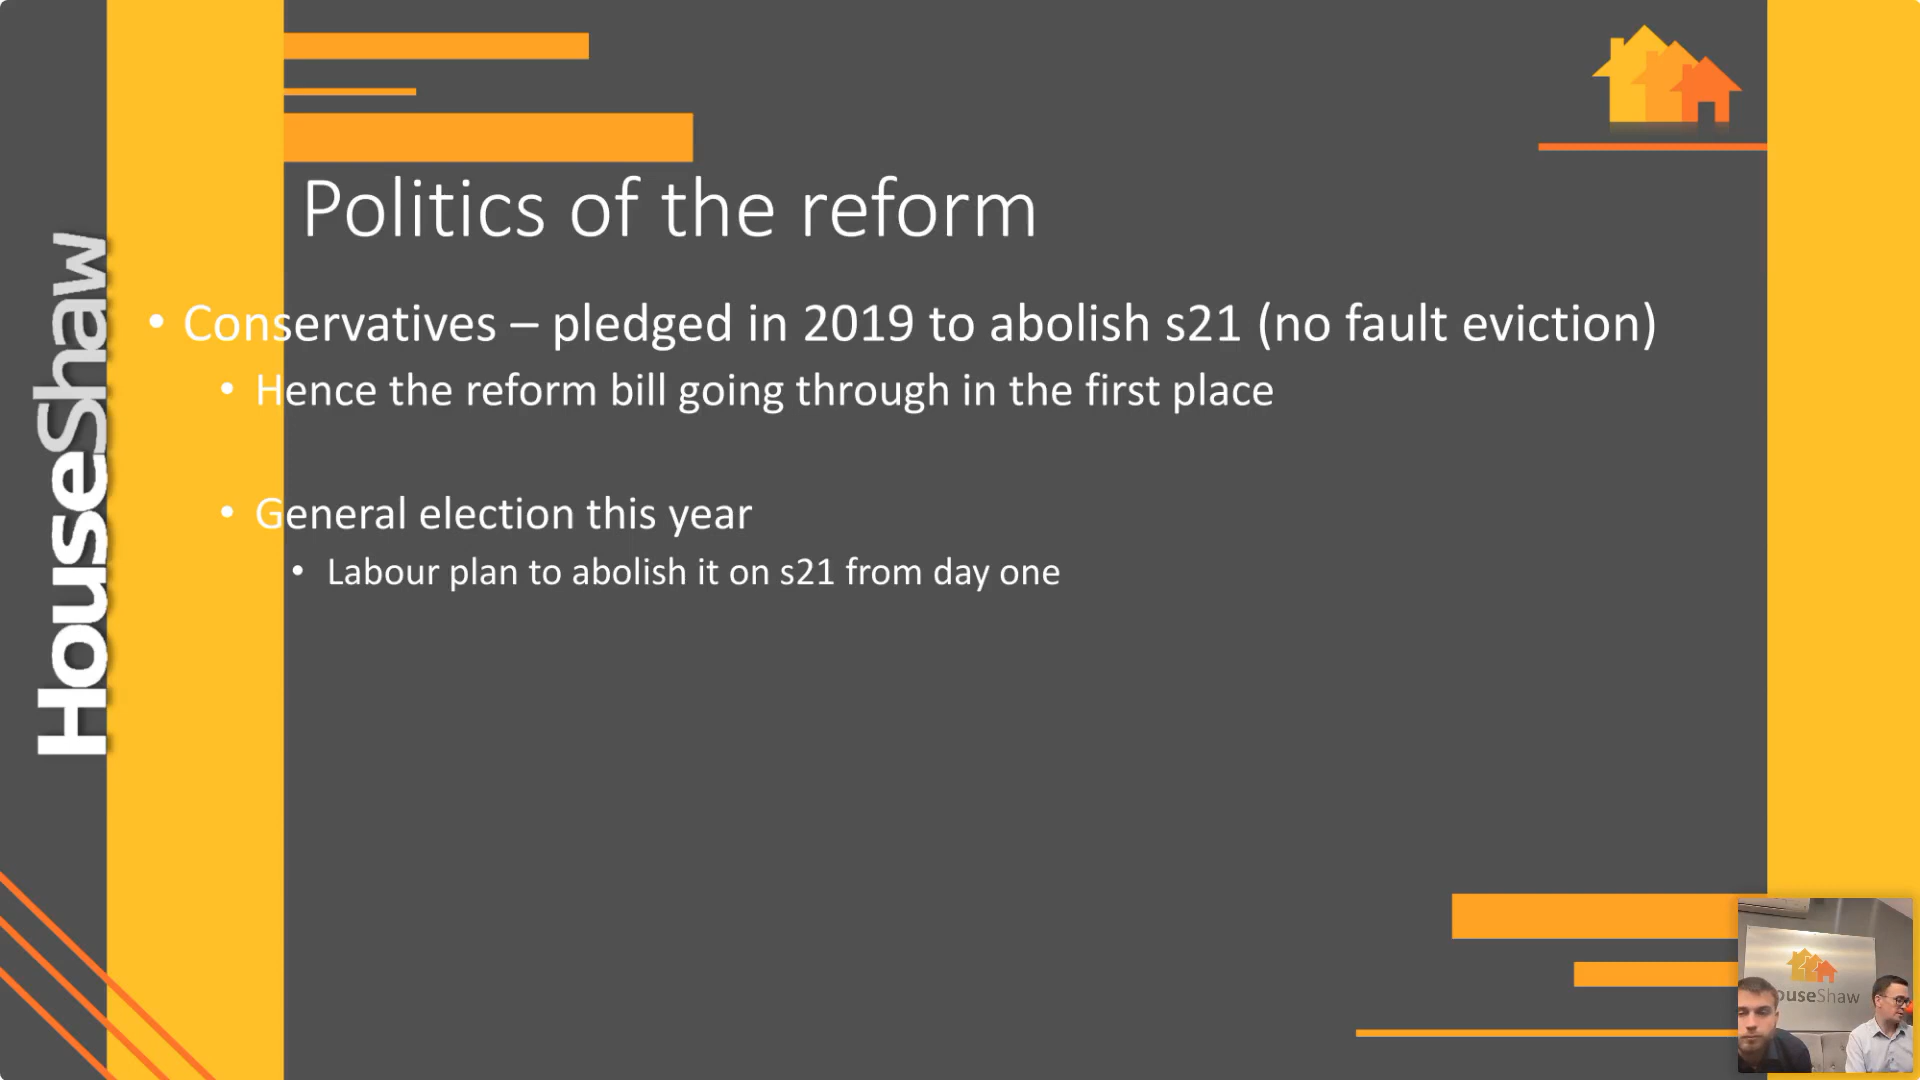 HouseShaw
Politics of the reform
• Conservatives – pledged in 2019 to abolish s21 (no fault eviction)
• Hence the reform bill going through in the first place
• General election this year
• Labour plan to abolish it on s21 from day one
ouseShaw